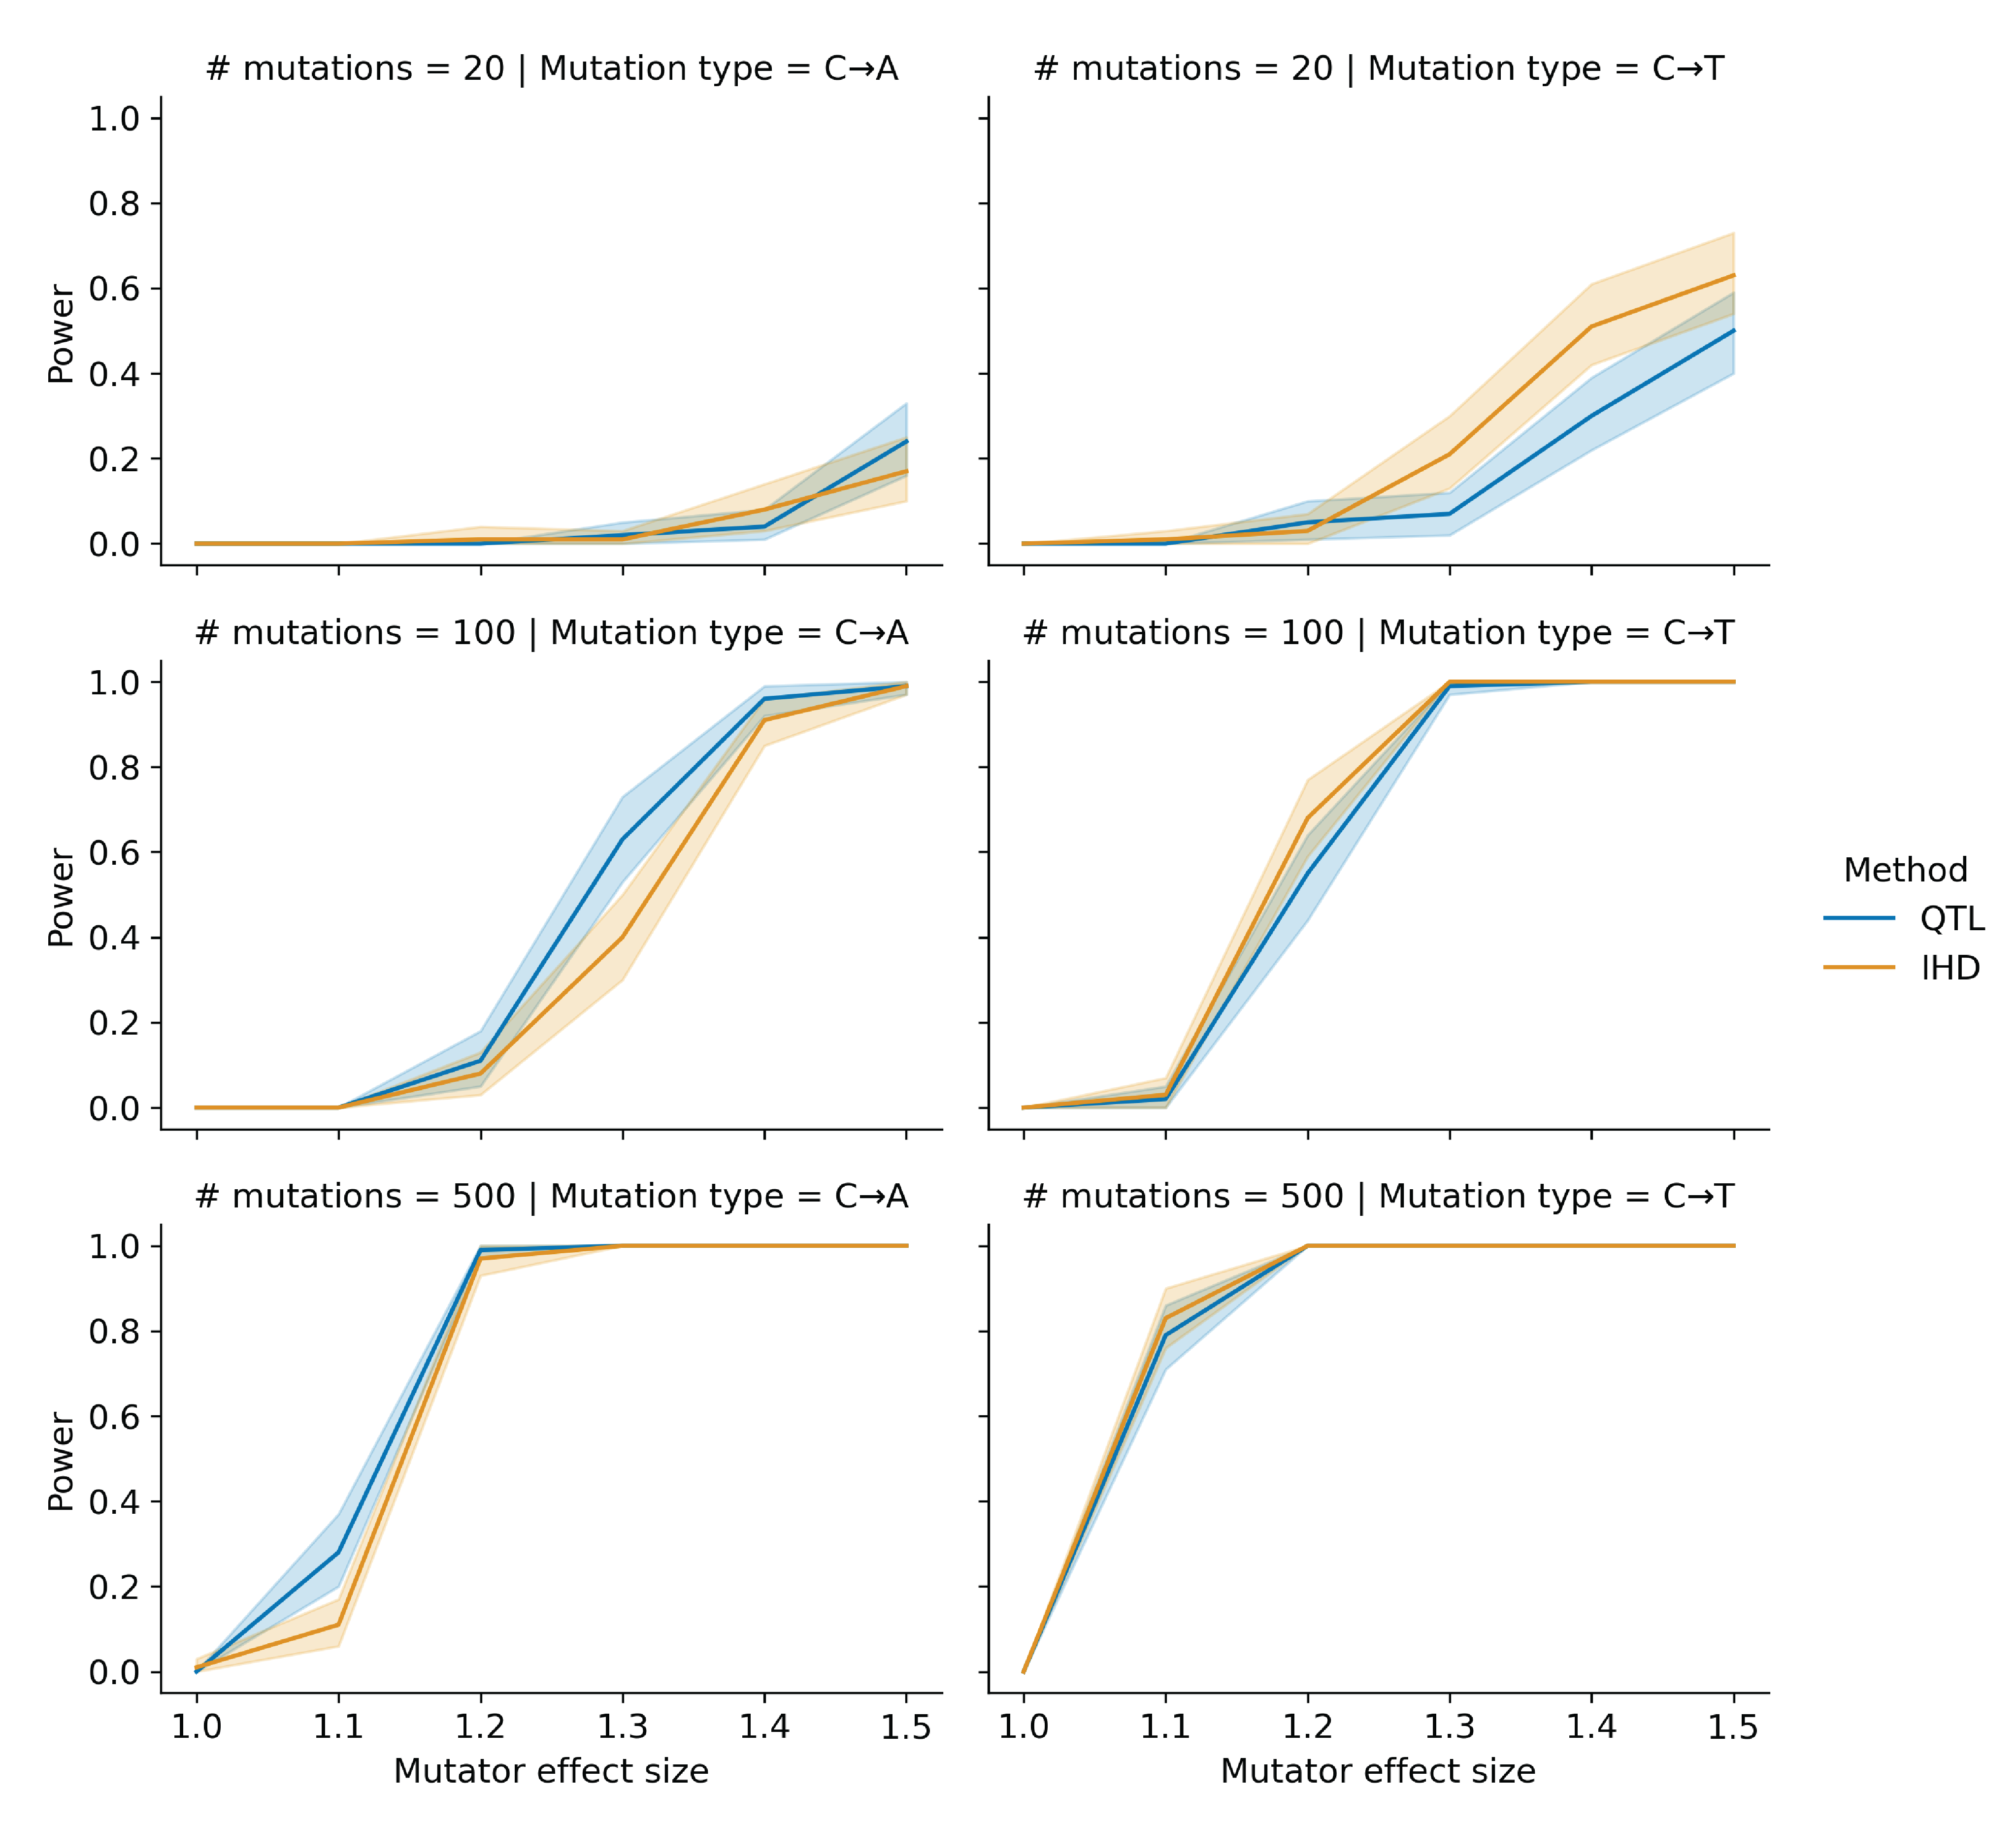 # mutations = 20 | Mutation type = C→A
# mutations = 20 | Mutation type = C→T
1.0
0.8
0.6
0.4
0.2
0.0
Power
# mutations = 100 | Mutation type = C→A
# mutations = 100 | Mutation type = C→T
1.0
0.8
0.6
0.4
0.2
0.0
Power
Method
QTL
IHD
# mutations = 500 | Mutation type = C→A
# mutations = 500 | Mutation type = C→T
1.0
0.8
0.6
0.4
0.2
0.0
Power
1.0 1.1 1.2 1.3 1.4 1.5
1.0 1.1 1.2 1.3 1.4 1.5
Mutator effect size
Mutator effect size